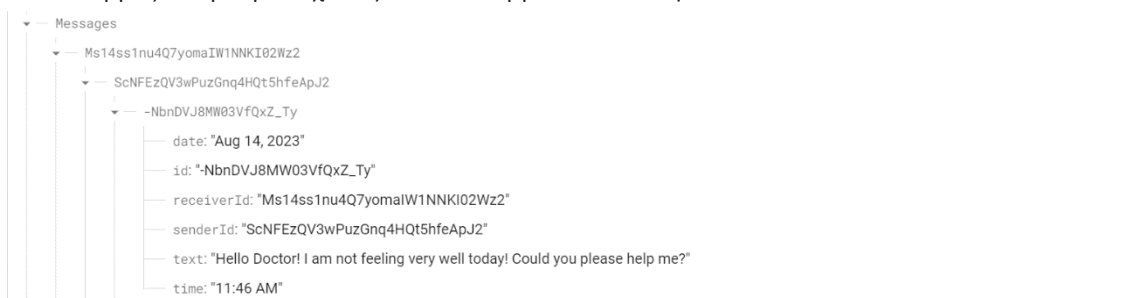 Messages
Ms14ss1nu4Q7yomaIW1NNKI02Wz2
ScNFEzQV3wPuzGnq4HQt5hfeApJ2
-NbnDVJ8MW03VfQxZ_Ty
date: "Aug 14, 2023"
id: "-NbnDVJ8MW03VfQxZ_Ty"
receiverId: "Ms14ss1nu4Q7yomaIW1NNKI02Wz2"
senderId: "ScNFEzQV3wPuzGnq4HQt5hfeApJ2"
text: "Hello Doctor! I am not feeling very well today! Could you please help me?"
time: "11:46 AM"